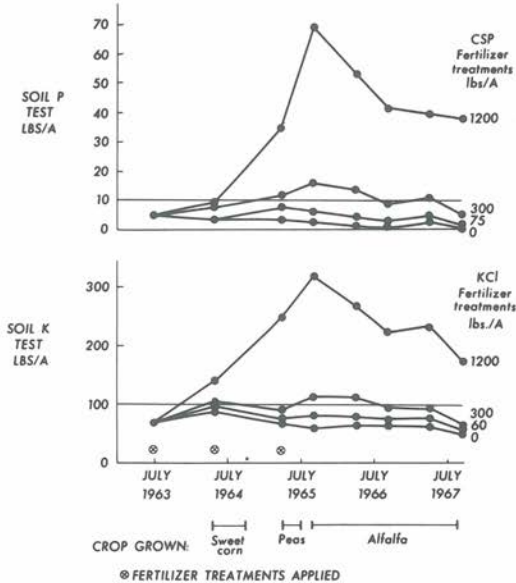 70
60
50
40
30
20
10
0
SOIL P
TEST
LBS/A
CSP
Fertilizer
treatments
lbs/A
1200
300
75
0
300
200
100
0
SOIL K
TEST
LBS/A
KCl
Fertilizer
treatments
lbs./A
1200
300
60
0
JULY JULY JULY JULY JULY
1963 1964 1965 1966 1967
CROP GROWN: Sweet corn Peas Alfalfa
⊗ FERTILIZER TREATMENTS APPLIED